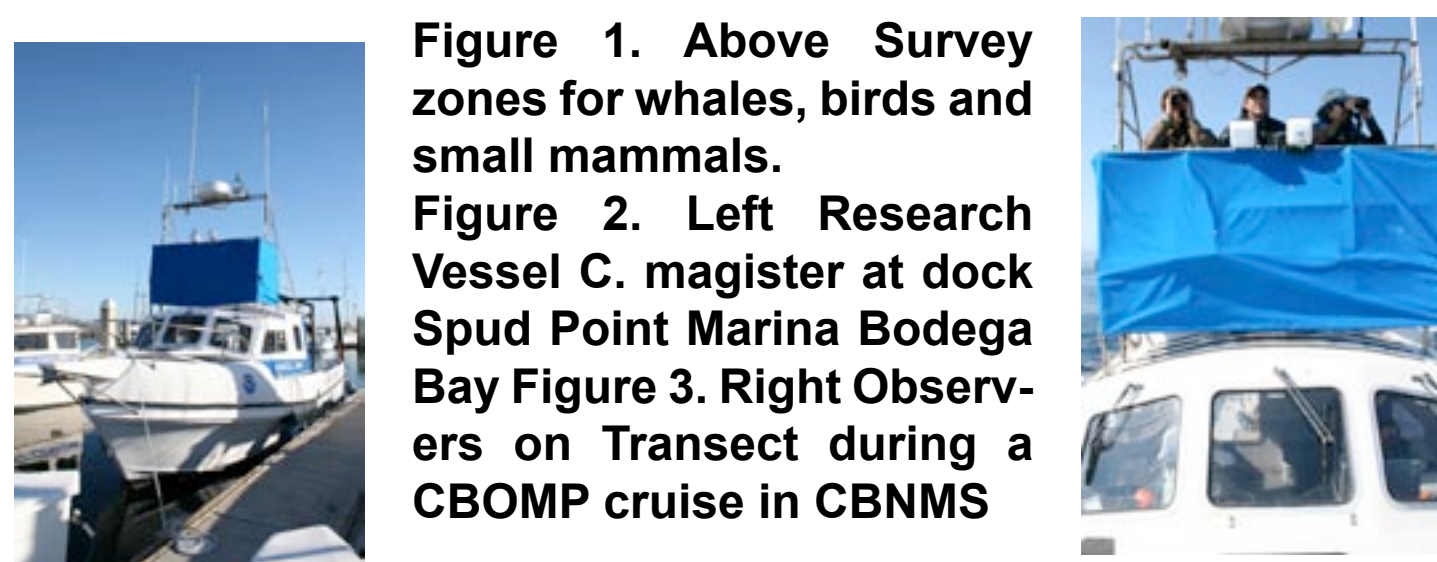 Figure 1. Above Survey
zones for whales, birds and
small mammals.
Figure 2. Left Research
Vessel C. magister at dock
Spud Point Marina Bodega
Bay Figure 3. Right Observ-
ers on Transect during a
CBOMP cruise in CBNMS